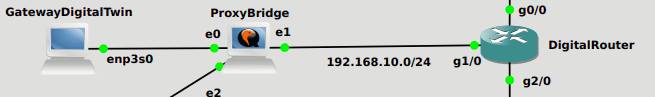 GatewayDigitalTwin
ProxyBridge
g0/0
e0
e1
DigitalRouter
enp3s0
192.168.10.0/24
g1/0
e2
g2/0